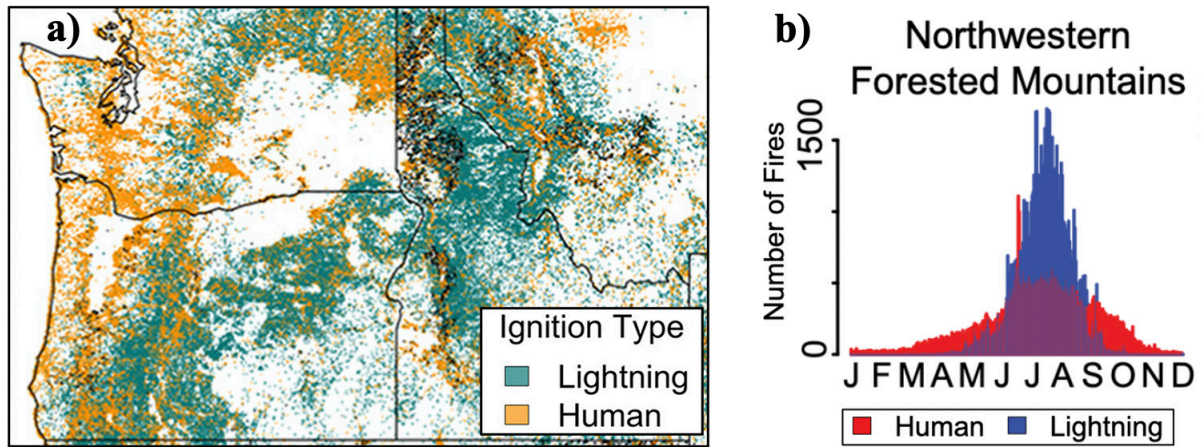 a)
Ignition Type
Lightning
Human
b)
Northwestern
Forested Mountains
Number of Fires
1500
0
J F M A M J J A S O N D
Human Lightning